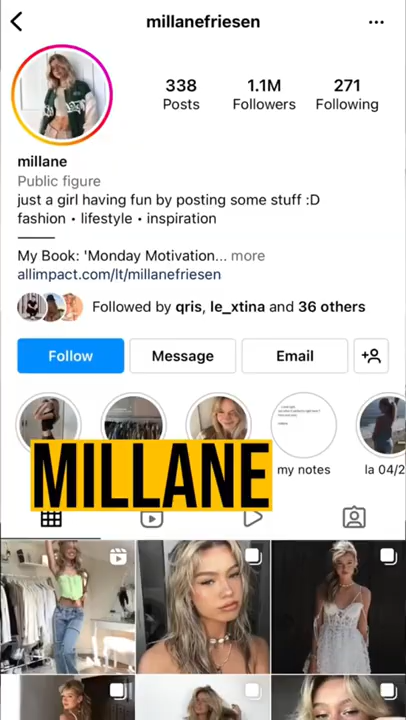 millanefriesen
338 1.1M 271
Posts Followers Following
millane
Public figure
just a girl having fun by posting some stuff :D
fashion • lifestyle • inspiration
My Book: 'Monday Motivation... more
allimpact.com/lt/millanefriesen
Followed by qris, le_xtina and 36 others
Follow Message Email
MILLANE
my notes la 04/2